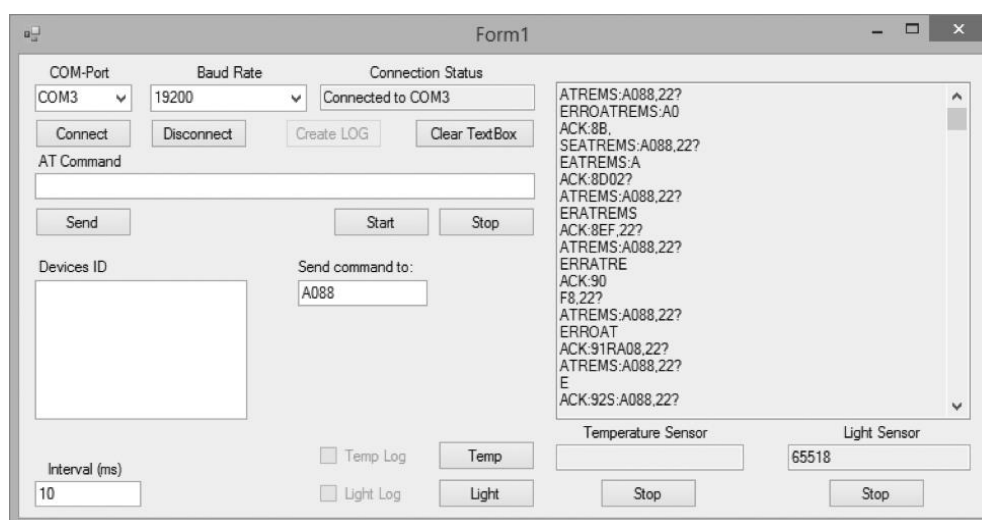 Form1
COM-Port Baud Rate Connection Status
COM3 19200 Connected to COM3
Connect Disconnect Create LOG Clear TextBox
AT Command
Send Start Stop
Devices ID Send command to:
A088
Interval (ms)
10
Temp Log Temp
Light Log Light
ATREMS:A088,22?
ERROATREMS:A0
ACK:8B,
SEATREMS:A088,22?
EATREMS:A
ACK:8D02?
ATREMS:A088,22?
ERATREMS
ACK:8EF,22?
ATREMS:A088,22?
ERRATRE
ACK:90
F8,22?
ATREMS:A088,22?
ERROAT
ACK:91RA08,22?
ATREMS:A088,22?
E
ACK:92S:A088,22?
Temperature Sensor Light Sensor
65518
Stop Stop